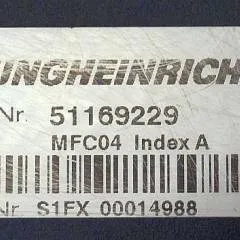 UNGHEINRICH
Nr. 51169229
MFC04 Index A
Nr S1FX 00014988